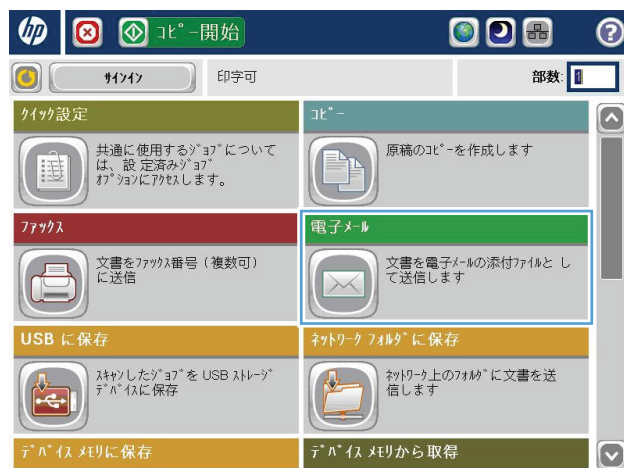 hp
ｺﾋﾟｰ開始
?
ｻｲﾝｲﾝ
印字可
部数:
1
ｸｲｯｸ設定
ｺﾋﾟｰ
共通に使用するｼﾞｮﾌﾞについて
は、設 定済みｼﾞｮﾌﾞ
ｵﾌﾟｼｮﾝにｱｸｾｽしま す。
原稿のｺﾋﾟｰを作成します
ﾌｧｯｸｽ
電子ﾒｰﾙ
文書をﾌｧｯｸｽ番号 (複数可)
に送信
文書を電子ﾒｰﾙの添付ﾌｧｲﾙと し
て送信しま す
USB に保存
ﾈｯﾄﾜｰｸ ﾌｫﾙﾀﾞに保存
ｽｷｬﾝしたｼﾞｮﾌﾞを USB ｽﾄﾚｰｼﾞ
ﾃﾞﾊﾞｲｽに保存
ﾈｯﾄﾜｰｸ上のﾌｫﾙﾀﾞに文書を送
信しま す
ﾃﾞﾊﾞｲｽ ﾒﾓﾘに保存
ﾃﾞﾊﾞｲｽ ﾒﾓﾘから取得